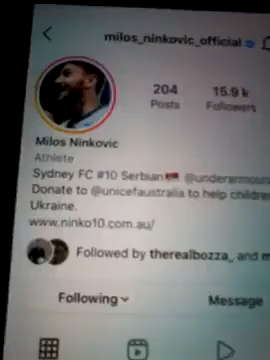 milos_ninkovic_official
204
15.9 k
Posts
Followers
Milos Ninkovic
Athlete
Sydney FC #10 Serbian🇷🇸 @underarmour
Donate to @unicefaustralia to help children
Ukraine.
www.ninko10.com.au/
Followed by therealbozza_ and m
Following
Message